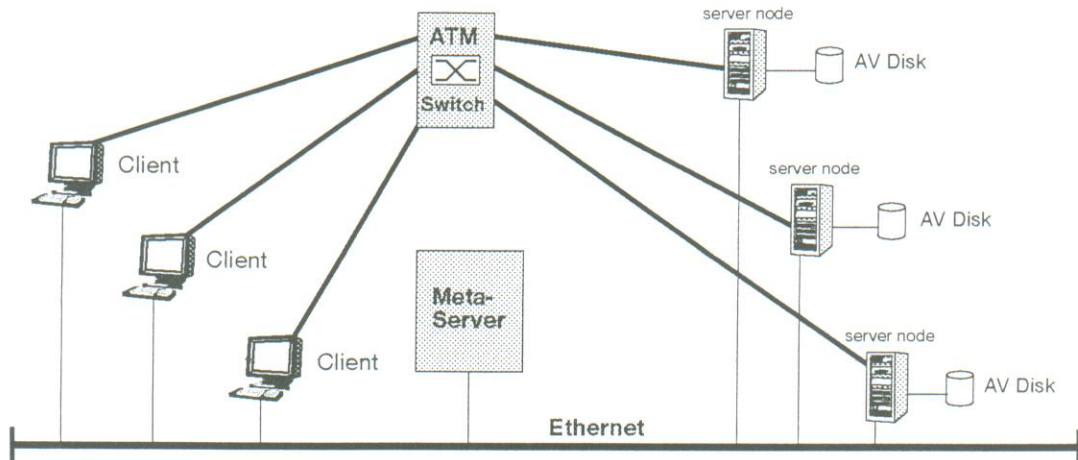 server node
ATM
AV Disk
Switch
Client
server node
AV Disk
Client
Meta-
Server
server node
Client
AV Disk
Ethernet